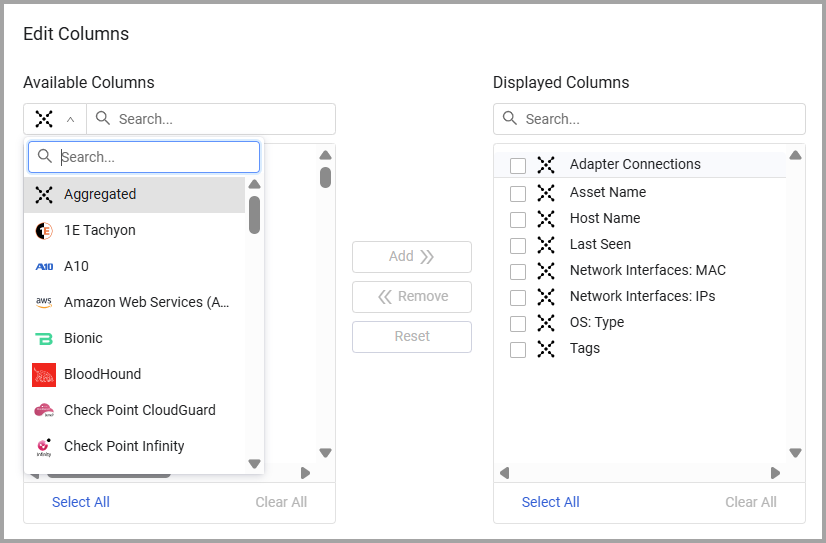 Edit Columns
Available Columns
Displayed Columns
Search...
Search...
Search...
Aggregated
1E Tachyon
A10
Amazon Web Services (A...
Bionic
BloodHound
Check Point CloudGuard
Check Point Infinity
Add
Remove
Reset
Adapter Connections
Asset Name
Host Name
Last Seen
Network Interfaces: MAC
Network Interfaces: IPs
OS: Type
Tags
Select All
Clear All
Select All
Clear All